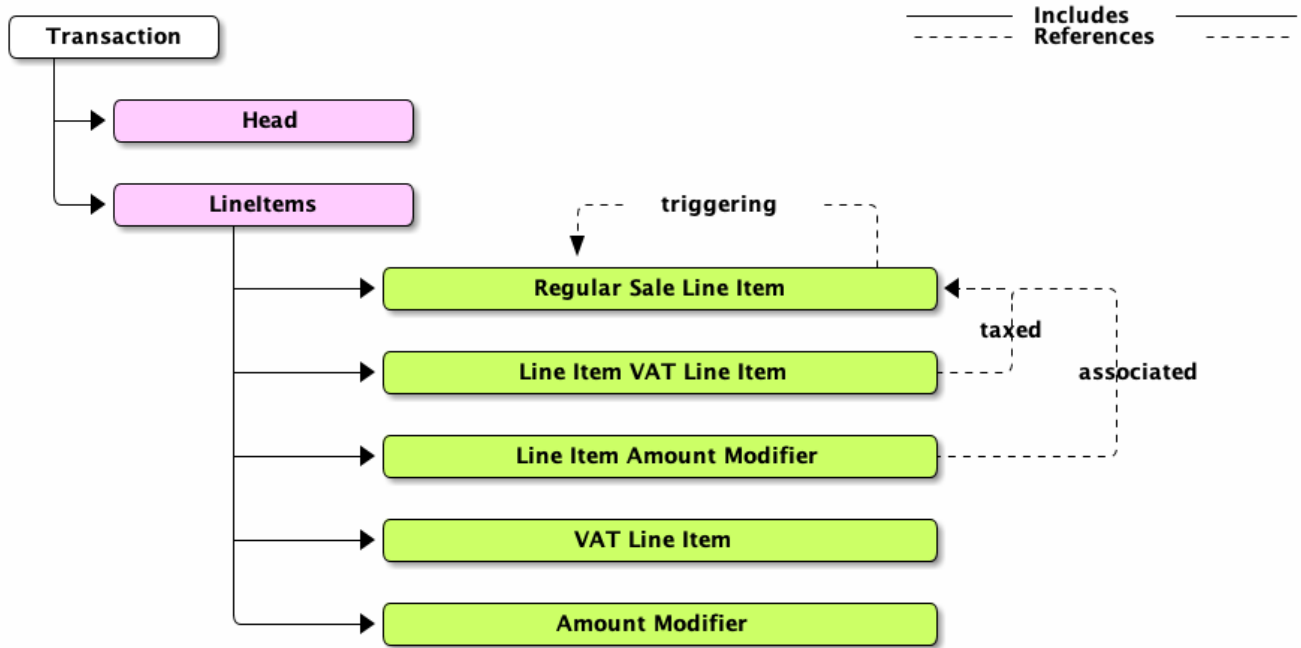 Transaction
Includes
References
Head
LineItems
triggering
Regular Sale Line Item
taxed
Line Item VAT Line Item
associated
Line Item Amount Modifier
VAT Line Item
Amount Modifier